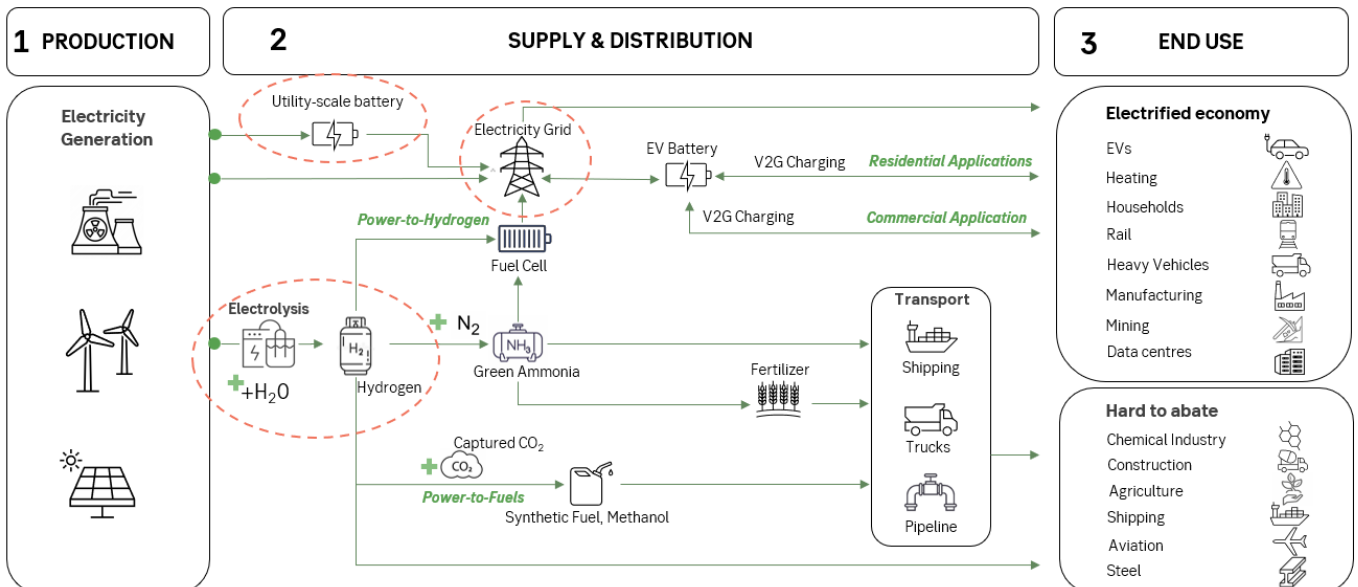 1 PRODUCTION
2 SUPPLY & DISTRIBUTION
3 END USE
Electricity
Generation
Utility-scale battery
Electricity Grid
EV Battery
V2G Charging
Residential Applications
V2G Charging
Commercial Application
Power-to-Hydrogen
Fuel Cell
Electrolysis
++H₂O
H₂
Hydrogen
+ N₂
NH₃
Green Ammonia
Fertilizer
Captured CO₂
+ CO₂
Power-to-Fuels
Synthetic Fuel, Methanol
Transport
Shipping
Trucks
Pipeline
Electrified economy
EVs
Heating
Households
Rail
Heavy Vehicles
Manufacturing
Mining
Data centres
Hard to abate
Chemical Industry
Construction
Agriculture
Shipping
Aviation
Steel